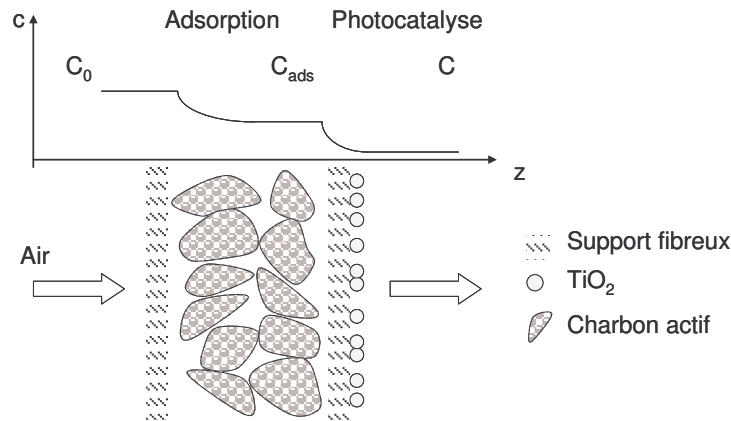 c
Adsorption
Photocatalyse
C0
Cads
C
z
Air
Support fibreux
TiO2
Charbon actif